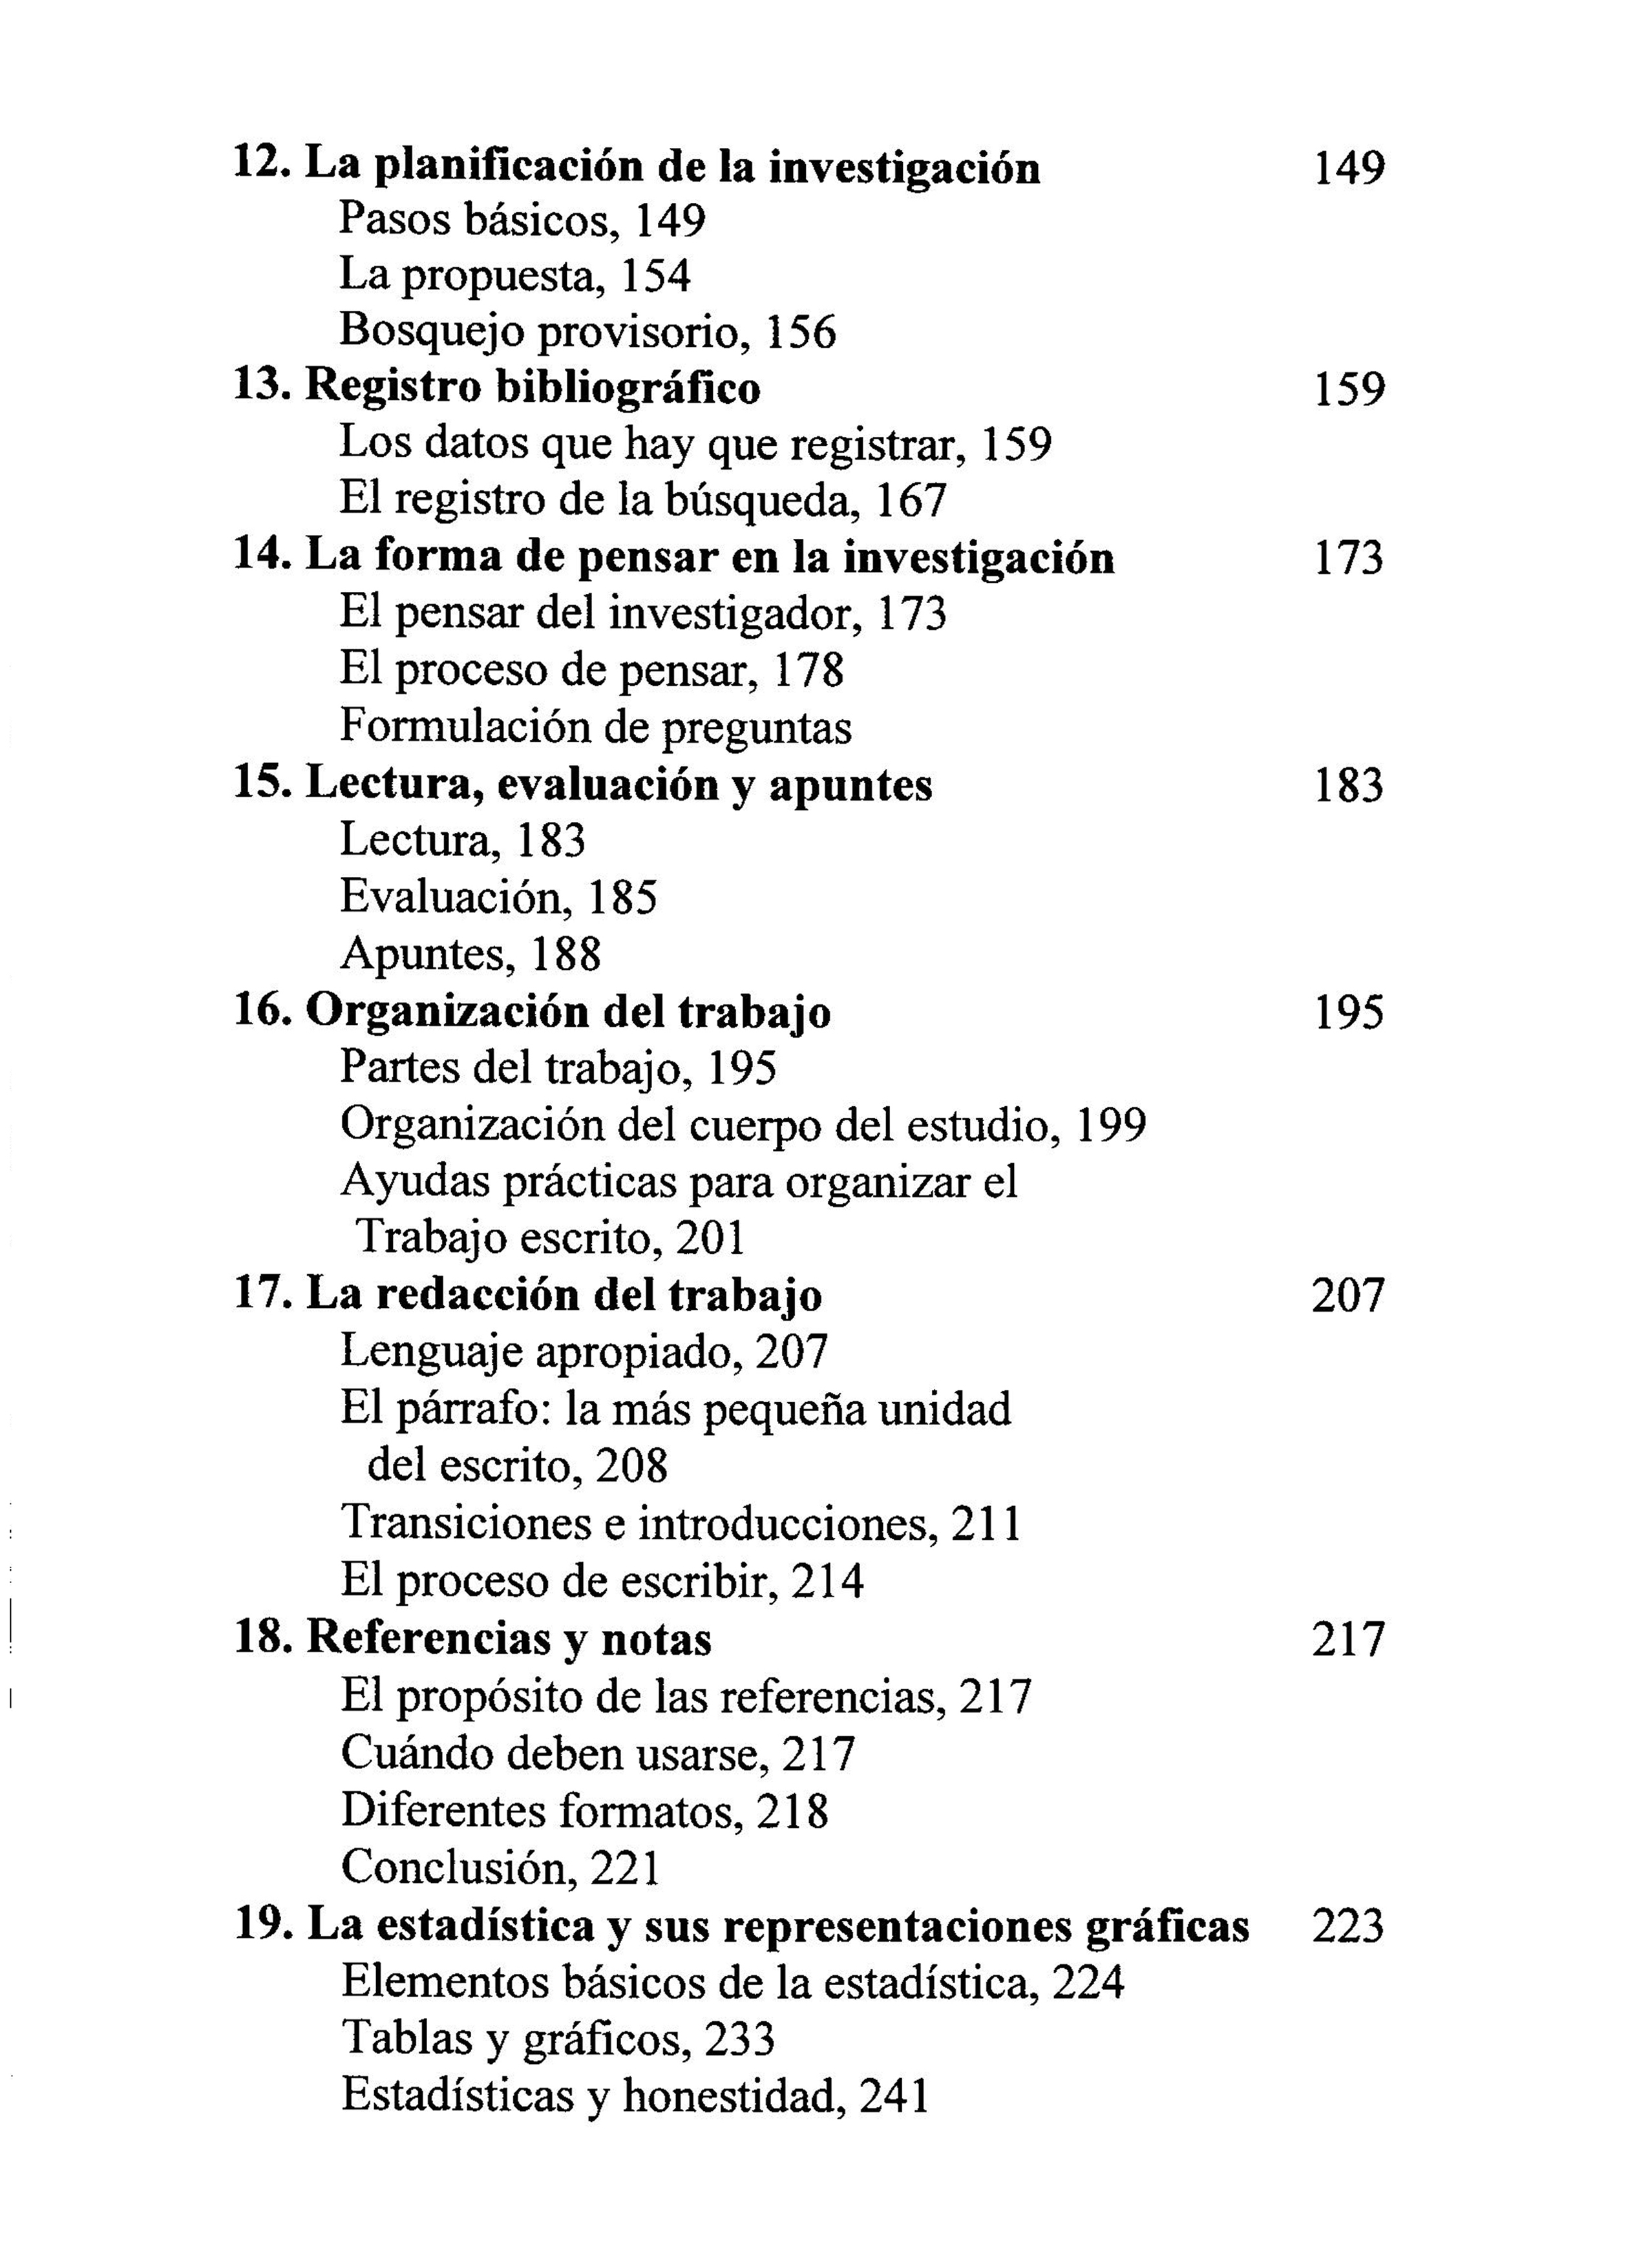 12. La planificación de la investigación 149
Pasos básicos, 149
La propuesta, 154
Bosquejo provisorio, 156
13. Registro bibliográfico 159
Los datos que hay que registrar, 159
El registro de la búsqueda, 167
14. La forma de pensar en la investigación 173
El pensar del investigador, 173
El proceso de pensar, 178
Formulación de preguntas
15. Lectura, evaluación y apuntes 183
Lectura, 183
Evaluación, 185
Apuntes, 188
16. Organización del trabajo 195
Partes del trabajo, 195
Organización del cuerpo del estudio, 199
Ayudas prácticas para organizar el
Trabajo escrito, 201
17. La redacción del trabajo 207
Lenguaje apropiado, 207
El párrafo: la más pequeña unidad
del escrito, 208
Transiciones e introducciones, 211
El proceso de escribir, 214
18. Referencias y notas 217
El propósito de las referencias, 217
Cuándo deben usarse, 217
Diferentes formatos, 218
Conclusión, 221
19. La estadística y sus representaciones gráficas 223
Elementos básicos de la estadística, 224
Tablas y gráficos, 233
Estadísticas y honestidad, 241